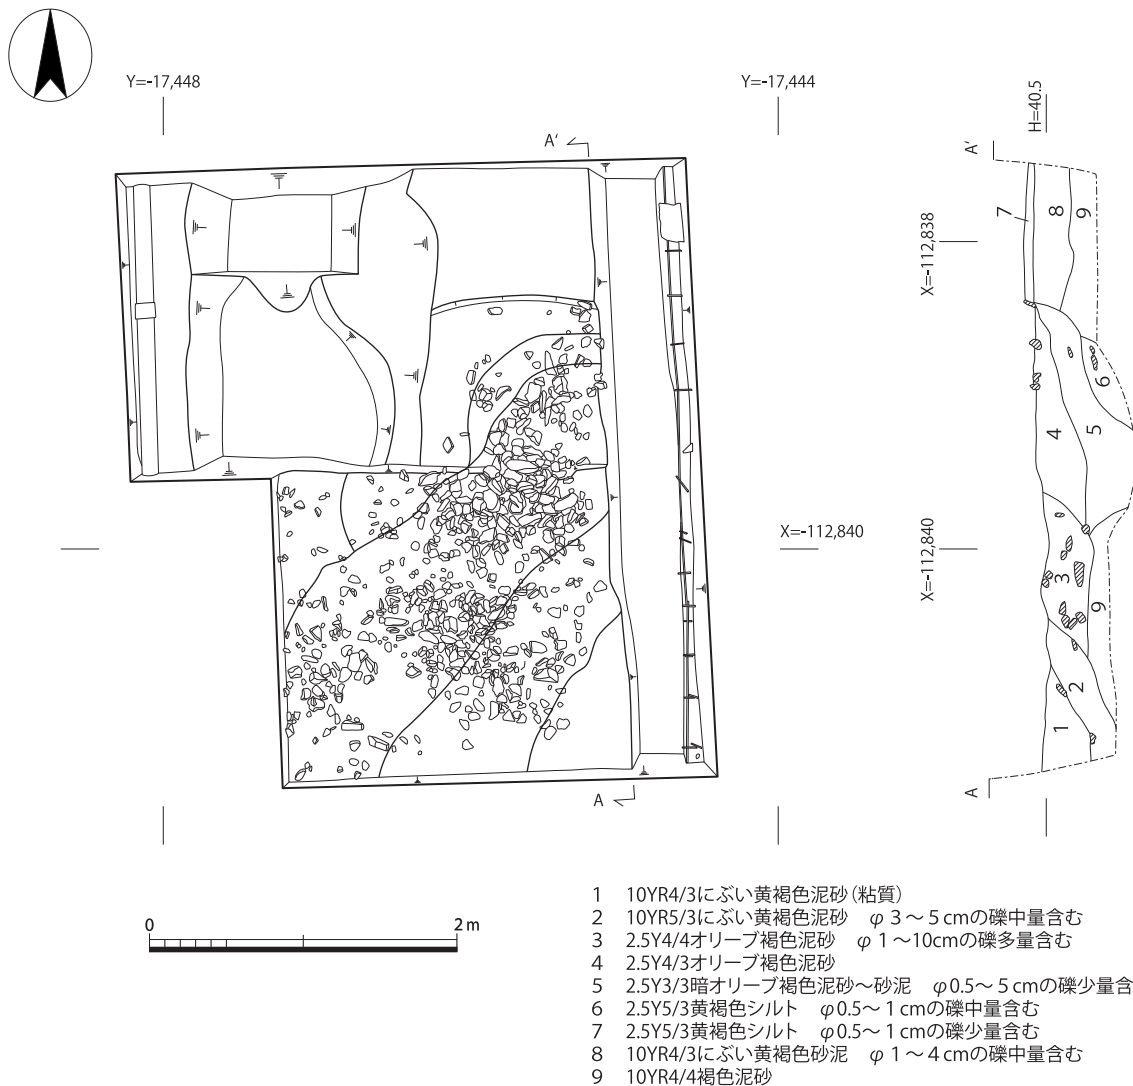 Y=-17,448
Y=-17,444
H=40.5
A'
A'
7
8
9
X=-112,838
6
4
5
X=-112,840
X=-112,840
3
9
2
1
A
A
0
2 m
1 10YR4/3にぶい黄褐色泥砂(粘質)
2 10YR5/3にぶい黄褐色泥砂 φ3～5cmの礫中量含む
3 2.5Y4/4オリーブ褐色泥砂 φ1～10cmの礫多量含む
4 2.5Y4/3オリーブ褐色泥砂
5 2.5Y3/3暗オリーブ褐色泥砂～砂泥 φ0.5～5cmの礫少量含
6 2.5Y5/3黄褐色シルト φ0.5～1cmの礫中量含む
7 2.5Y5/3黄褐色シルト φ0.5～1cmの礫少量含む
8 10YR4/3にぶい黄褐色砂泥 φ1～4cmの礫中量含む
9 10YR4/4褐色泥砂